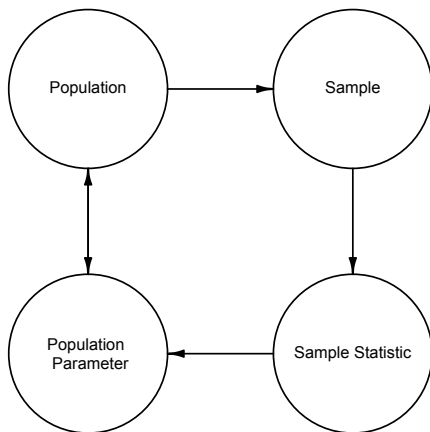 Population
Sample
Population
Parameter
Sample Statistic